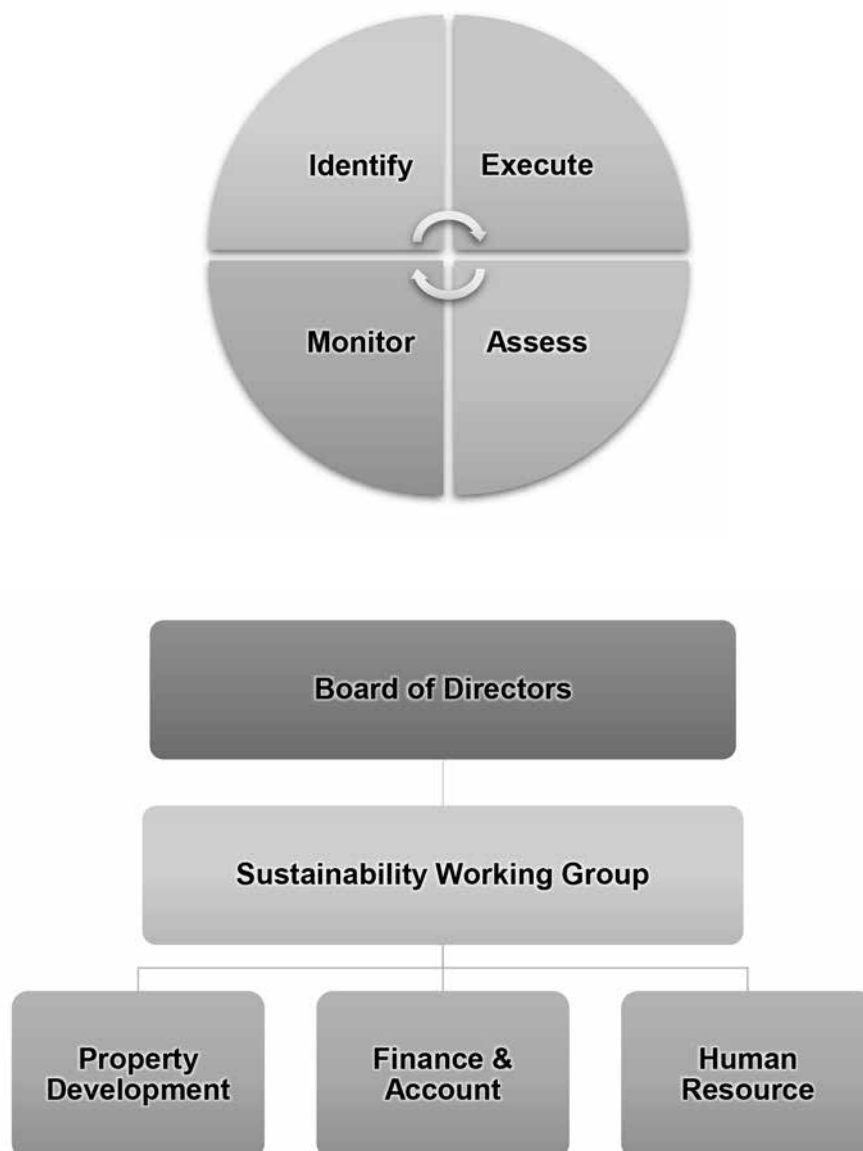 Identify
Execute
Monitor
Assess
Board of Directors
Sustainability Working Group
Property
Development
Finance &
Account
Human
Resource